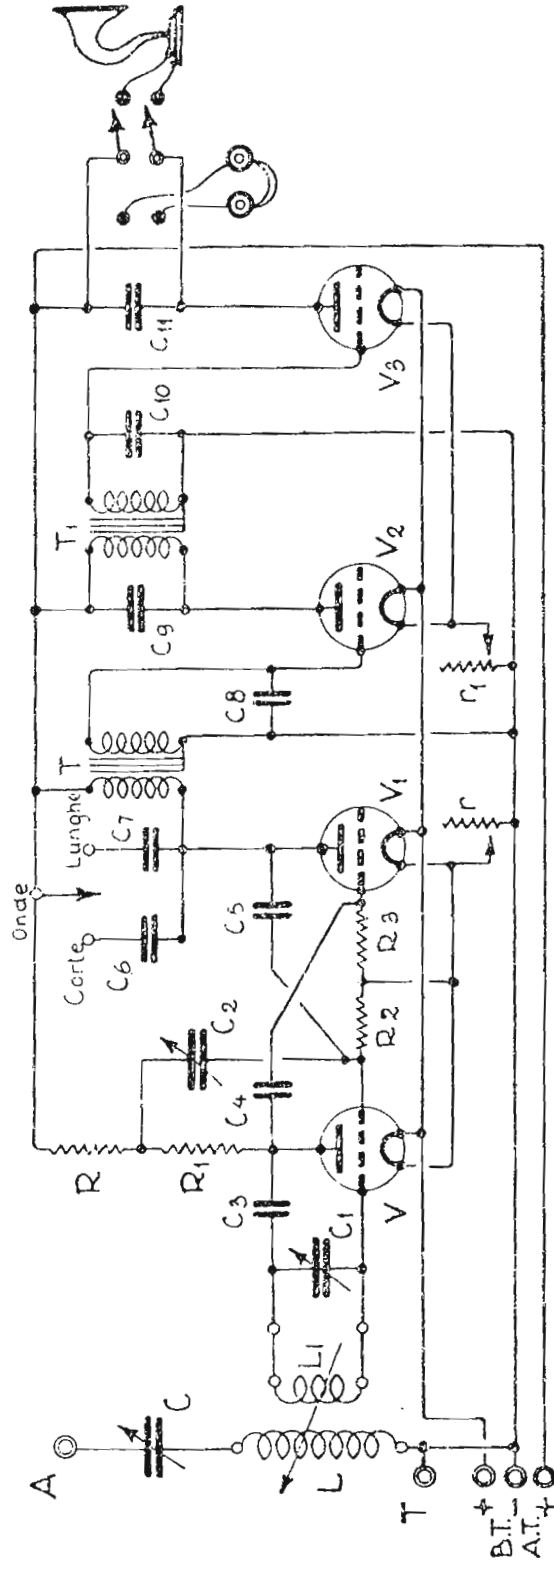 A
C
L
L1
T
+
B.T.
-
A.T.
+
C1
C3
V
R
R1
C2
C4
R2
R3
C5
Onde
Corte
Lunghe
C6
C7
V1
r
T
C8
r1
V2
C9
T1
C10
V3
C11